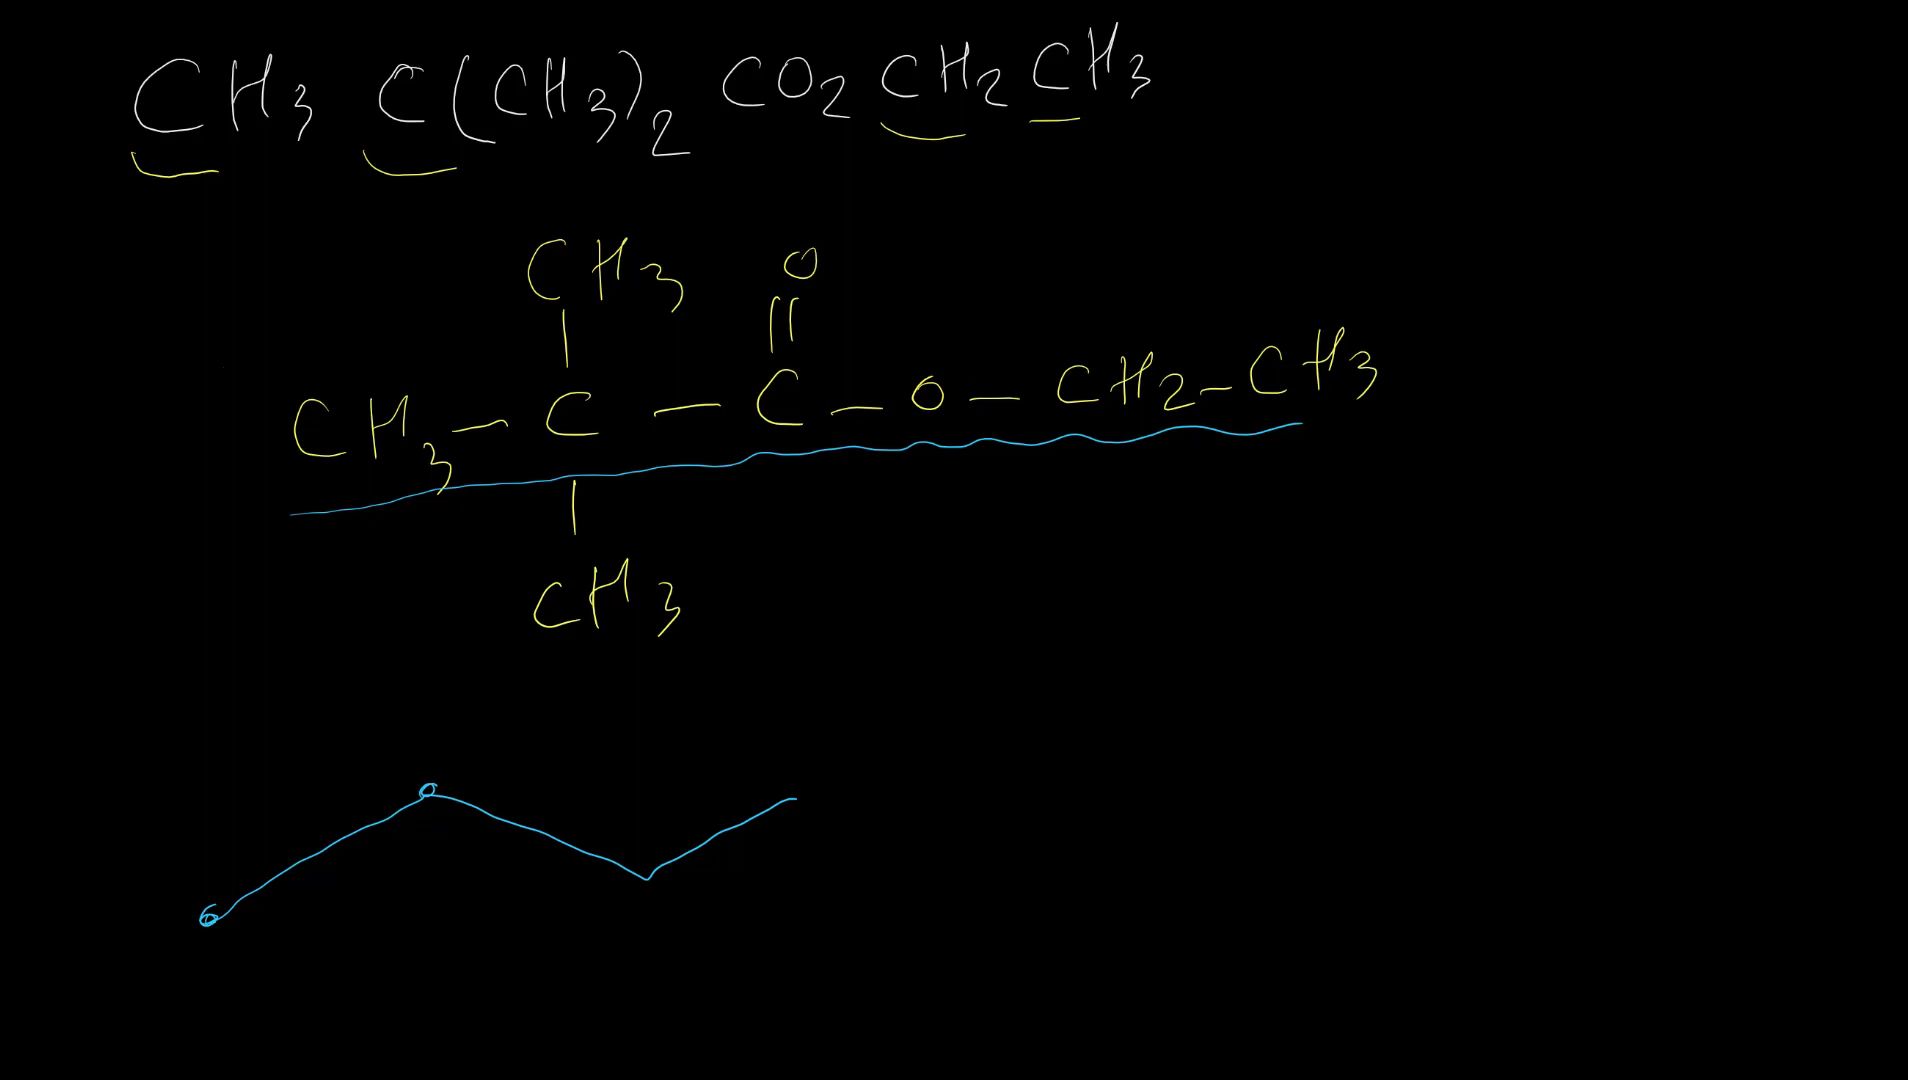 CH3 C(CH3)2 CO2 CH2 CH3
CH3 O
||
CH3 — C — C — O — CH2 — CH3
CH3